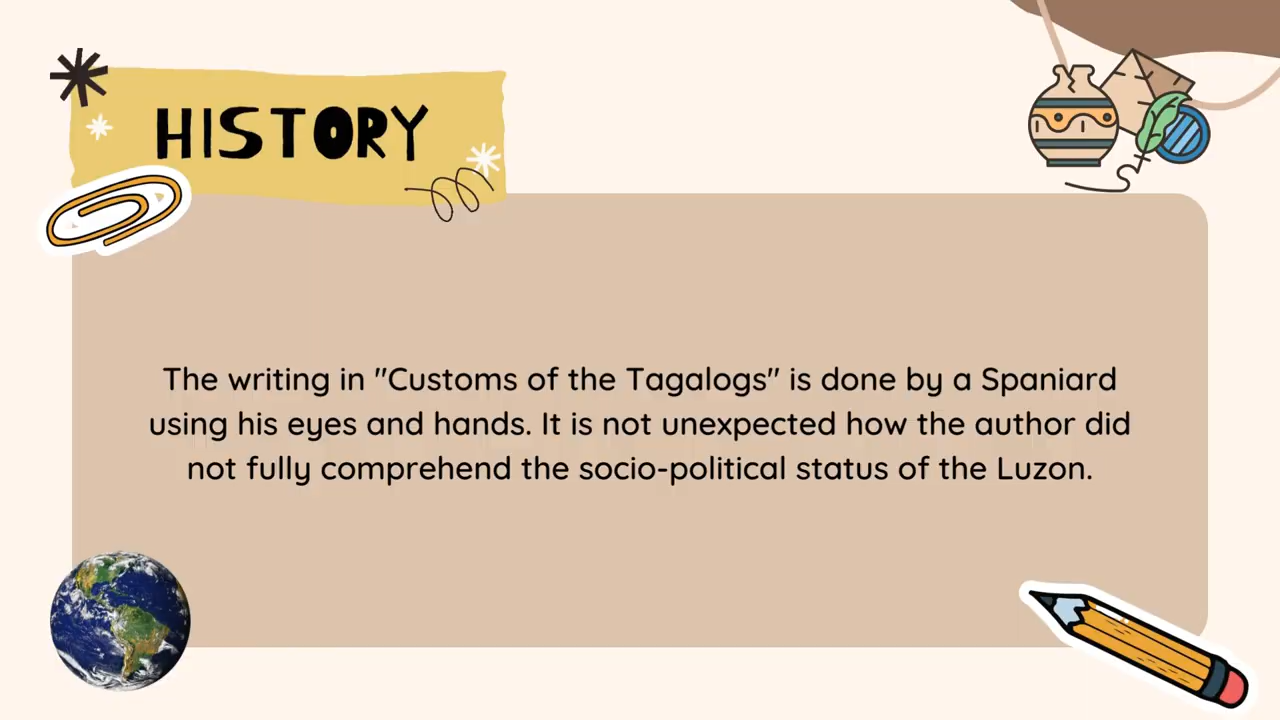 HISTORY
The writing in "Customs of the Tagalogs" is done by a Spaniard
using his eyes and hands. It is not unexpected how the author did
not fully comprehend the socio-political status of the Luzon.